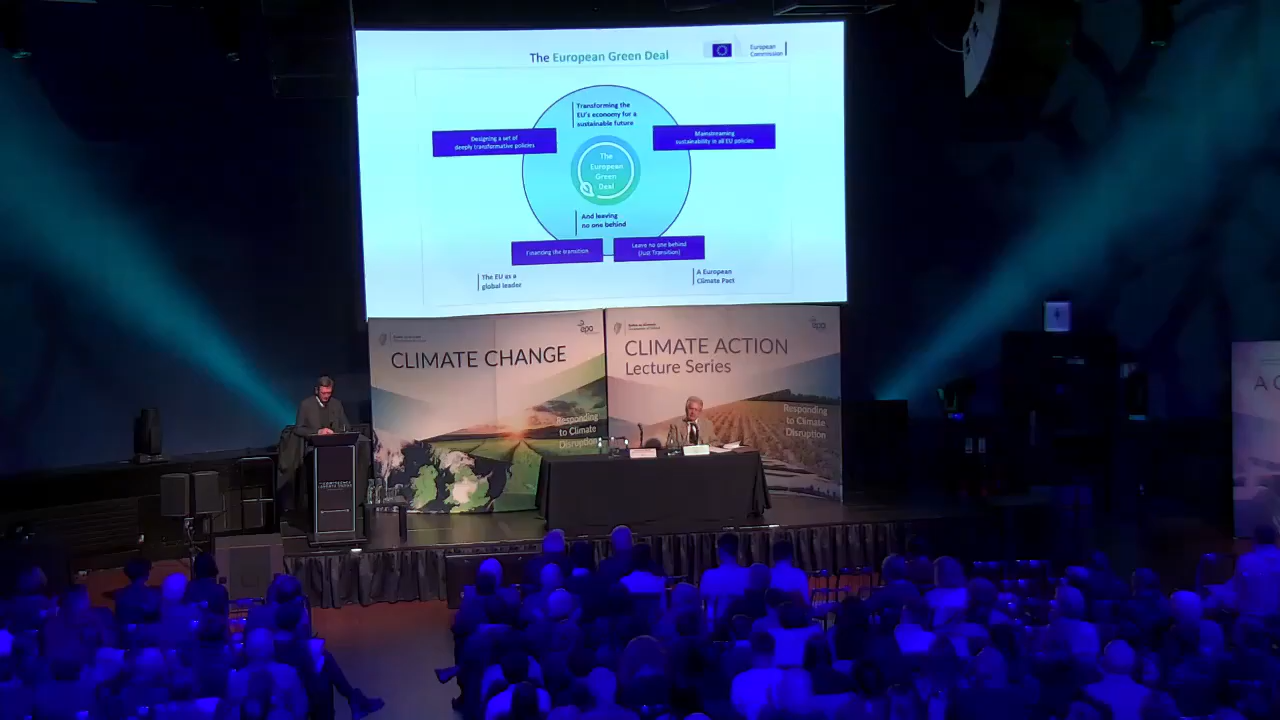 The European Green Deal
European
Commission
Transforming the
EU's economy for a
sustainable future
Designing a set of
deeply transformative policies
Mainstreaming
sustainability in all EU policies
The
European
Green
Deal
And leaving
no one behind
Financing the transition
Leave no one behind
(Just Transition)
The EU as a
global leader
A European
Climate Pact
epa
CLIMATE CHANGE
Responding
to Climate
Disruption
epa
CLIMATE ACTION
Lecture Series
Responding
to Climate
Disruption